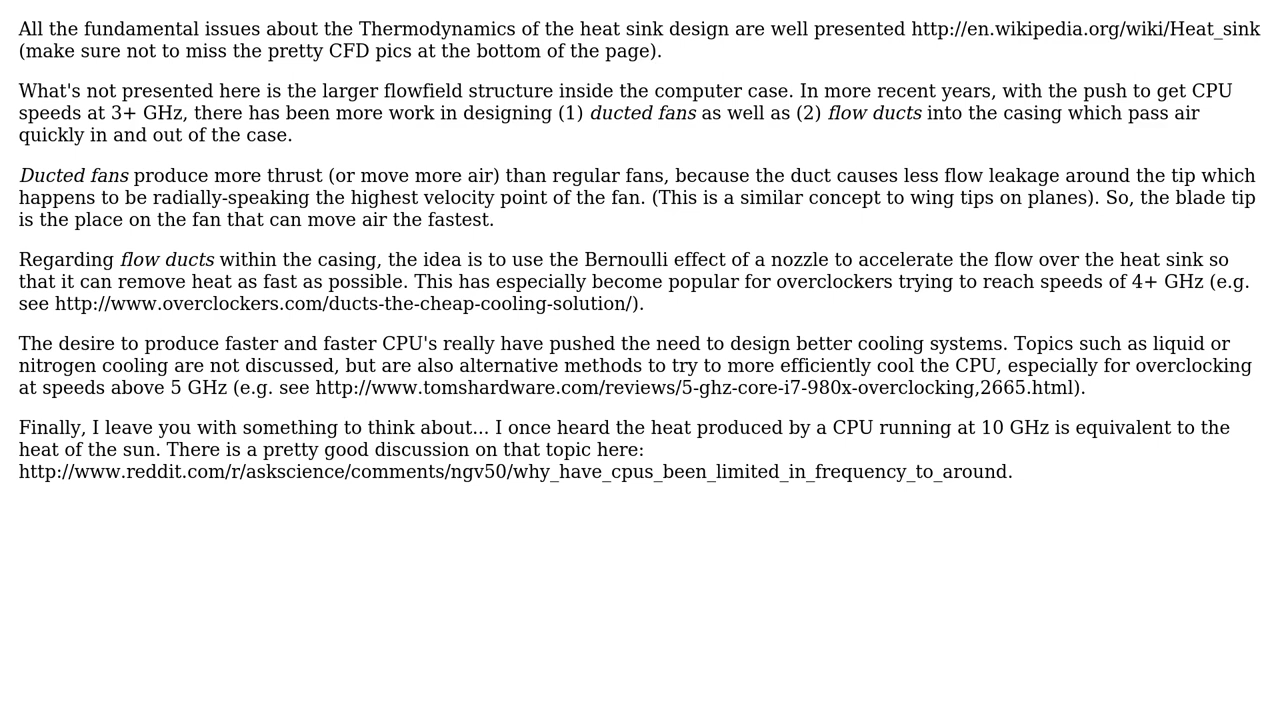 All the fundamental issues about the Thermodynamics of the heat sink design are well presented http://en.wikipedia.org/wiki/Heat_sink
(make sure not to miss the pretty CFD pics at the bottom of the page).
What's not presented here is the larger flowfield structure inside the computer case. In more recent years, with the push to get CPU
speeds at 3+ GHz, there has been more work in designing (1) ducted fans as well as (2) flow ducts into the casing which pass air
quickly in and out of the case.
Ducted fans produce more thrust (or move more air) than regular fans, because the duct causes less flow leakage around the tip which
happens to be radially-speaking the highest velocity point of the fan. (This is a similar concept to wing tips on planes). So, the blade tip
is the place on the fan that can move air the fastest.
Regarding flow ducts within the casing, the idea is to use the Bernoulli effect of a nozzle to accelerate the flow over the heat sink so
that it can remove heat as fast as possible. This has especially become popular for overclockers trying to reach speeds of 4+ GHz (e.g.
see http://www.overclockers.com/ducts-the-cheap-cooling-solution/).
The desire to produce faster and faster CPU's really have pushed the need to design better cooling systems. Topics such as liquid or
nitrogen cooling are not discussed, but are also alternative methods to try to more efficiently cool the CPU, especially for overclocking
at speeds above 5 GHz (e.g. see http://www.tomshardware.com/reviews/5-ghz-core-i7-980x-overclocking,2665.html).
Finally, I leave you with something to think about... I once heard the heat produced by a CPU running at 10 GHz is equivalent to the
heat of the sun. There is a pretty good discussion on that topic here:
http://www.reddit.com/r/askscience/comments/ngv50/why_have_cpus_been_limited_in_frequency_to_around.